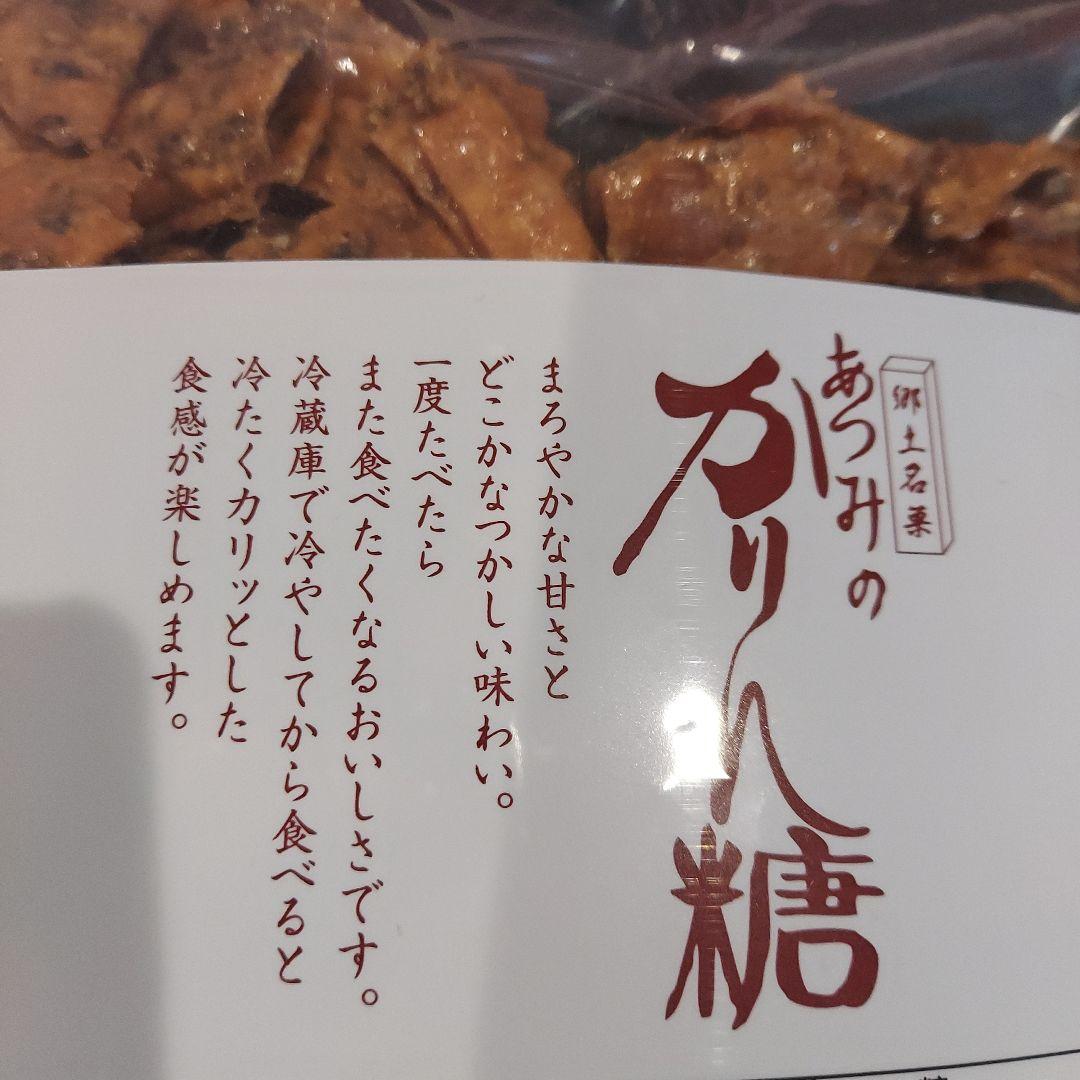 郷土名菓
あつみの
かりん糖
まろやかな甘さと
どこかなつかしい味わい。
一度たべたら
また食べたくなるおいしさです。
冷蔵庫で冷やしてから食べると
冷たくカリッとした
食感が楽しめます。